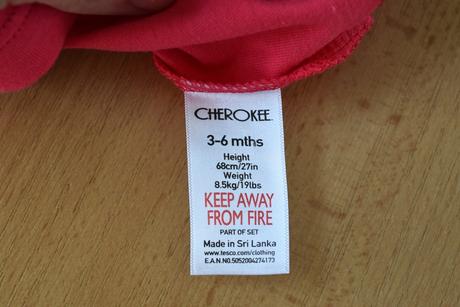 CHEROKEE
3-6 mths
Height
68cm/27in
Weight
8.5kg/19lbs
KEEP AWAY
FROM FIRE
PART OF SET
Made in Sri Lanka
www.tesco.com/clothing
E.A.N.NO.5052004274173